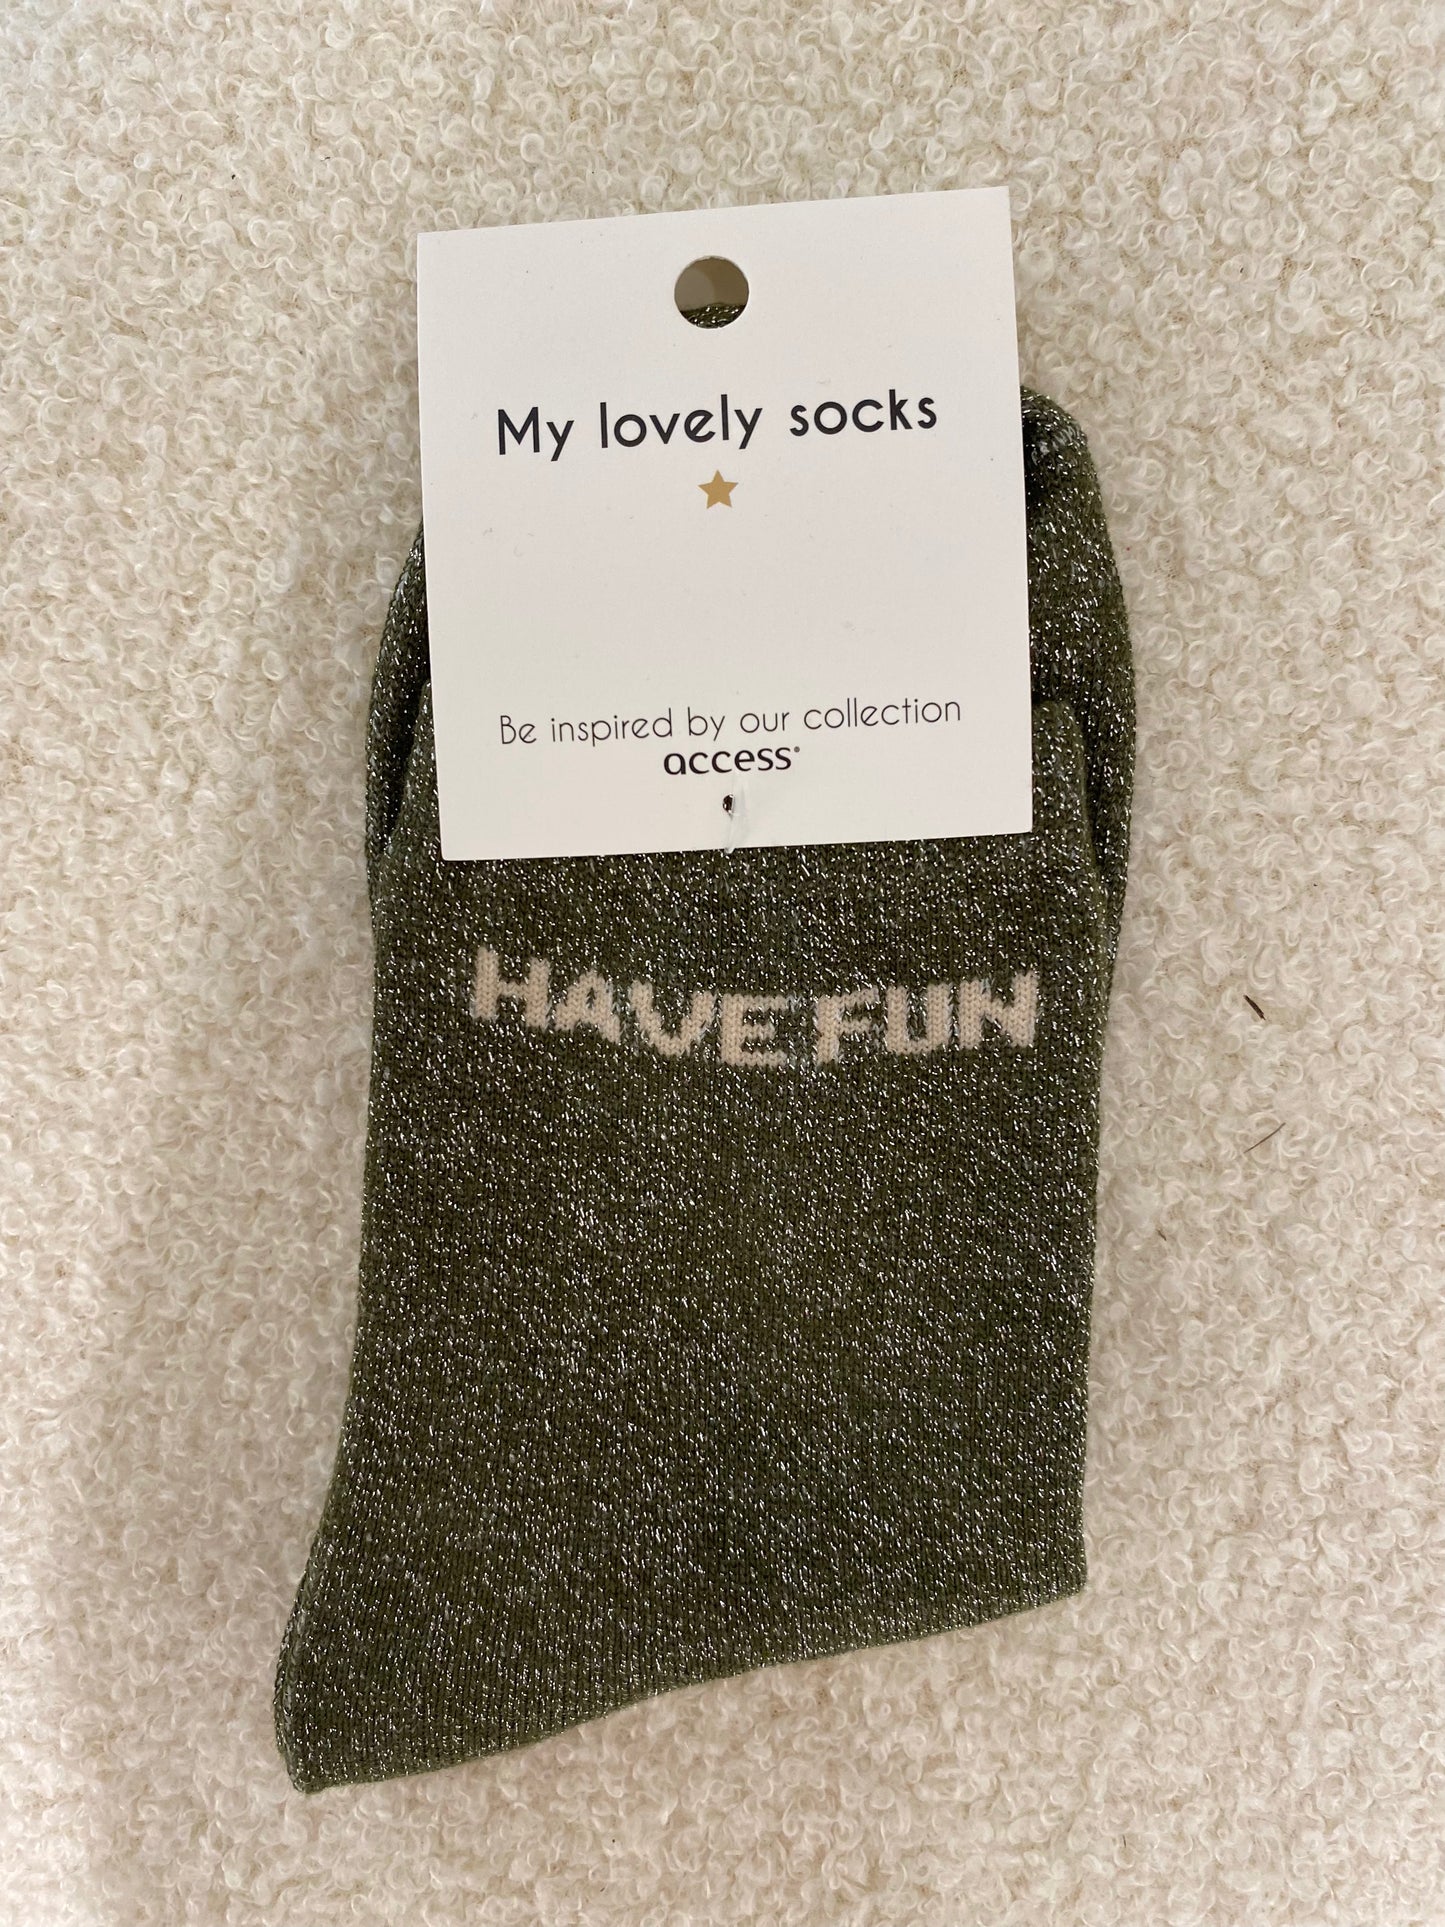 My lovely socks
Be inspired by our collection
access®
HAVE FUN